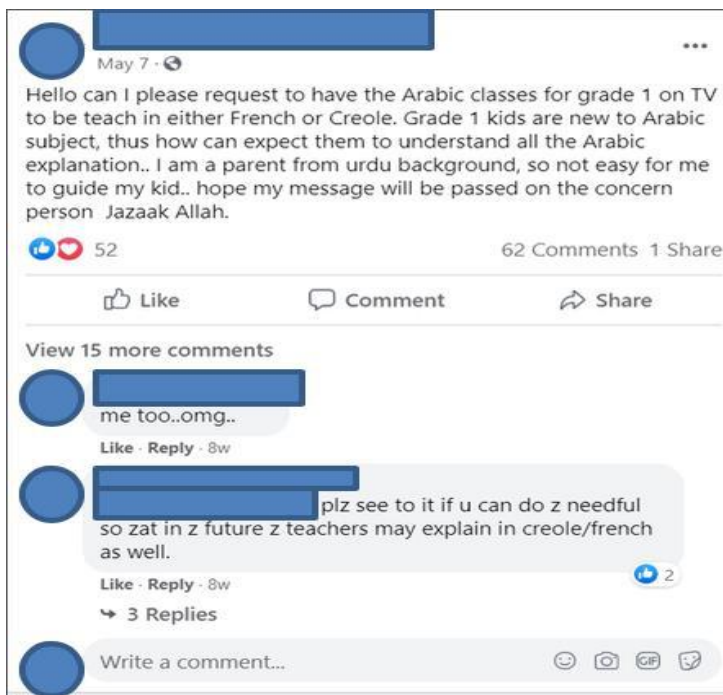 May 7 ·
Hello can I please request to have the Arabic classes for grade 1 on TV
to be teach in either French or Creole. Grade 1 kids are new to Arabic
subject, thus how can expect them to understand all the Arabic
explanation.. I am a parent from urdu background, so not easy for me
to guide my kid.. hope my message will be passed on the concern
person  Jazaak Allah.
52 62 Comments 1 Share
Like Comment Share
View 15 more comments
me too..omg..
Like · Reply · 8w
plz see to it if u can do z needful
so zat in z future z teachers may explain in creole/french
as well.
Like · Reply · 8w 2
3 Replies
Write a comment... GIF